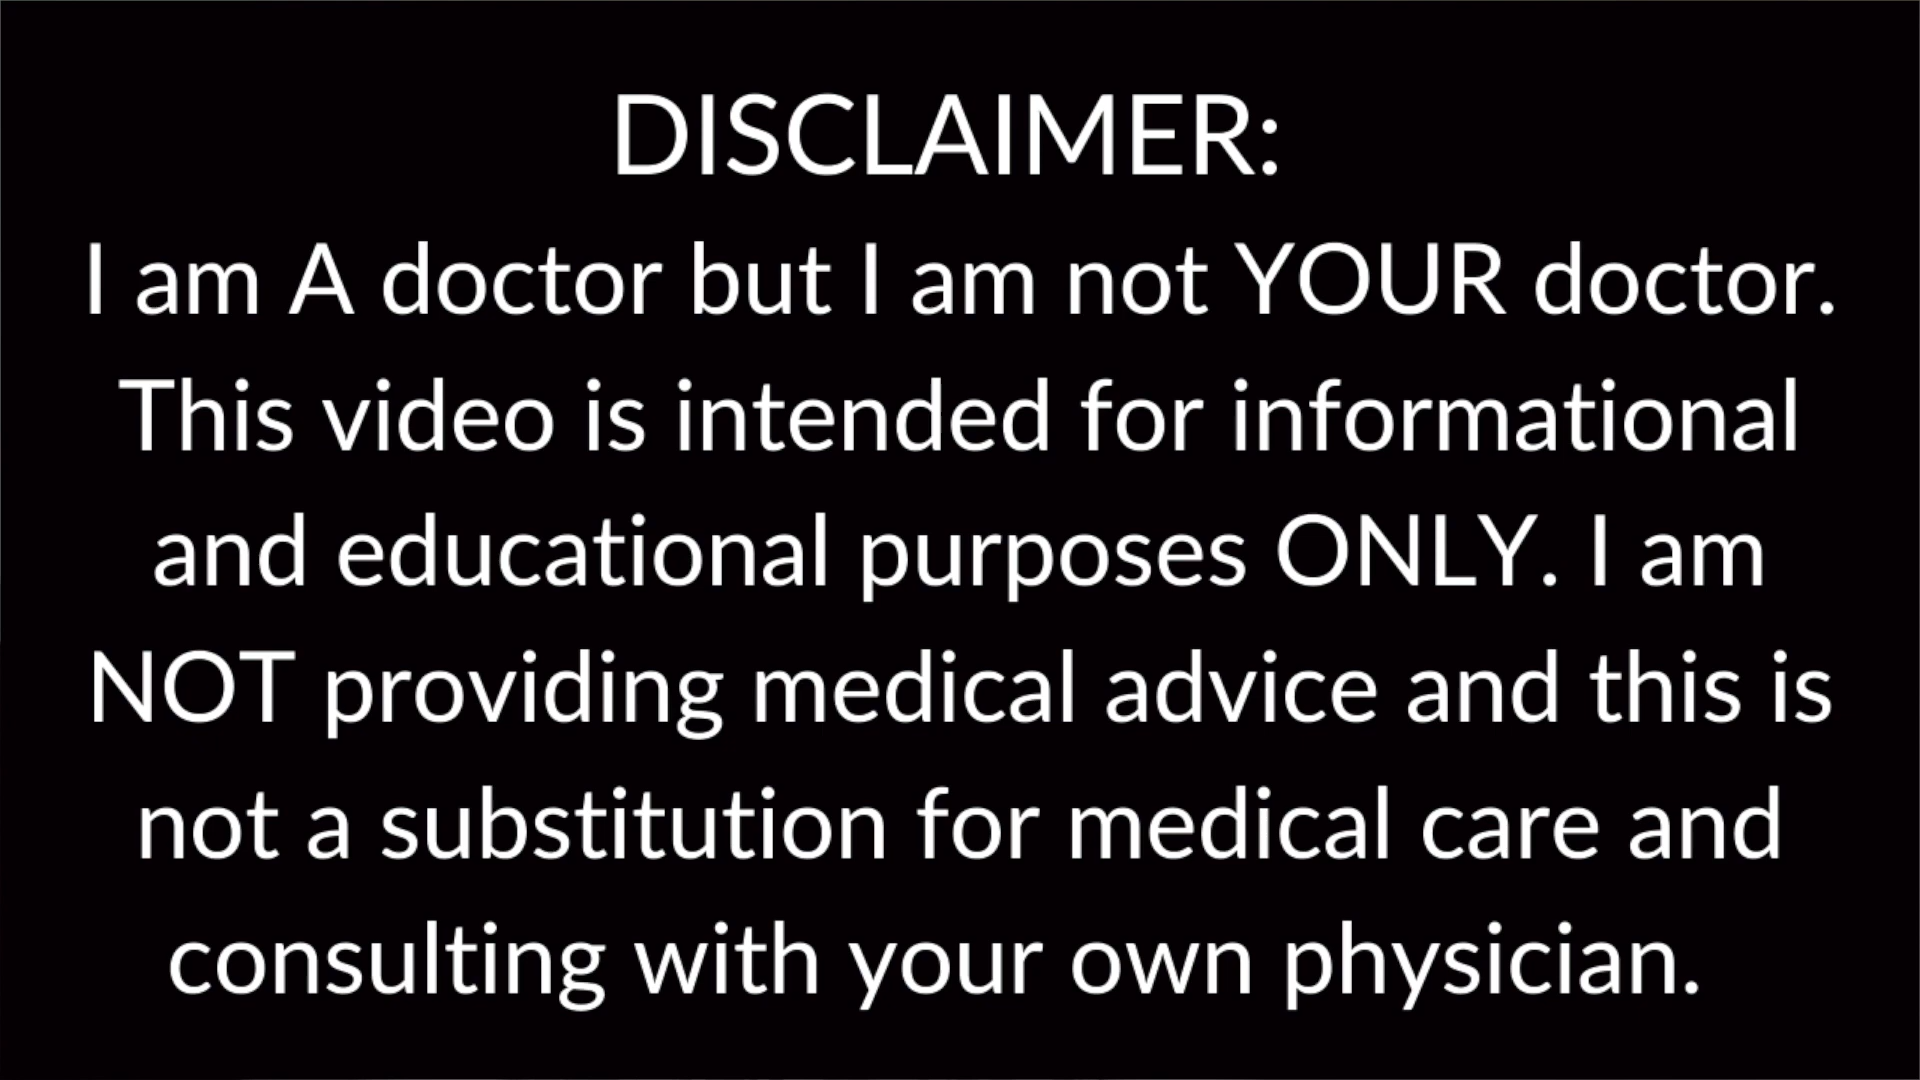 DISCLAIMER:
I am A doctor but I am not YOUR doctor.
This video is intended for informational
and educational purposes ONLY. I am
NOT providing medical advice and this is
not a substitution for medical care and
consulting with your own physician.